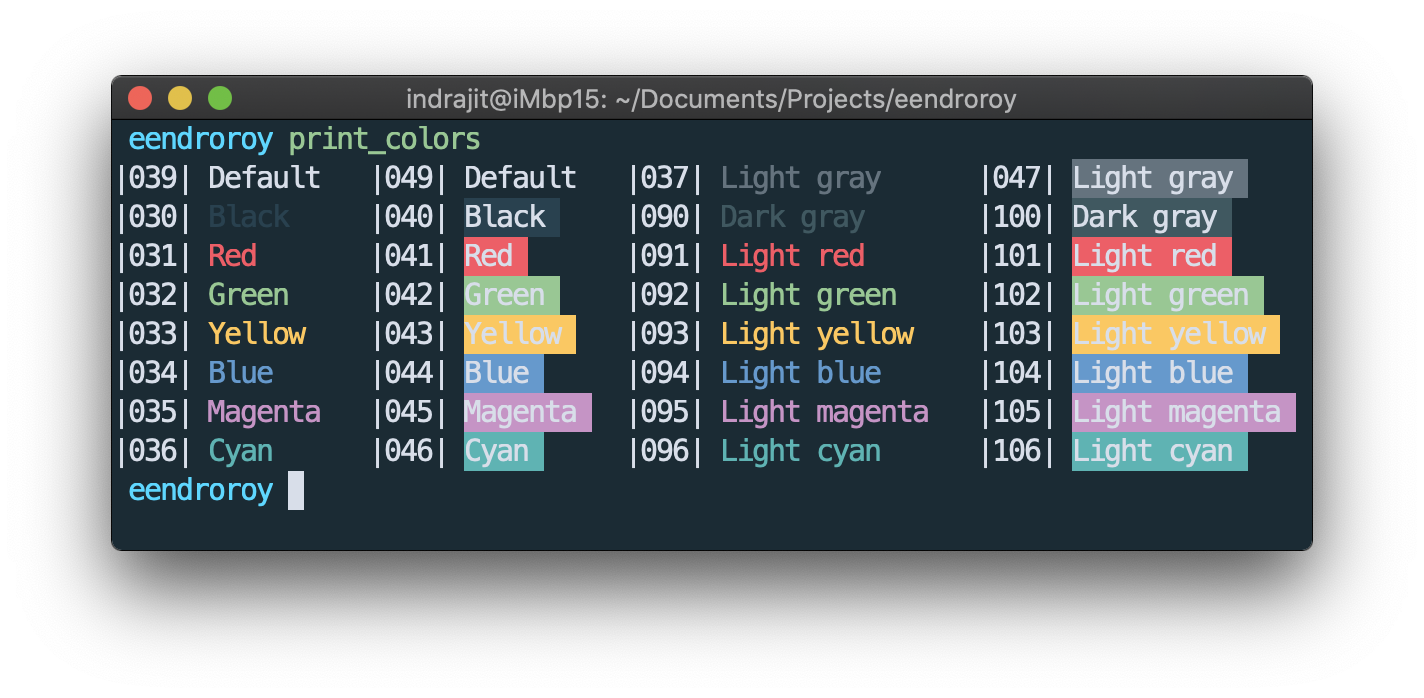 indrajit@iMbp15: ~/Documents/Projects/eendroroy
eendroroy print_colors
|039| Default |049| Default |037| Light gray |047| Light gray
|030| Black |040| Black |090| Dark gray |100| Dark gray
|031| Red |041| Red |091| Light red |101| Light red
|032| Green |042| Green |092| Light green |102| Light green
|033| Yellow |043| Yellow |093| Light yellow |103| Light yellow
|034| Blue |044| Blue |094| Light blue |104| Light blue
|035| Magenta |045| Magenta |095| Light magenta |105| Light magenta
|036| Cyan |046| Cyan |096| Light cyan |106| Light cyan
eendroroy